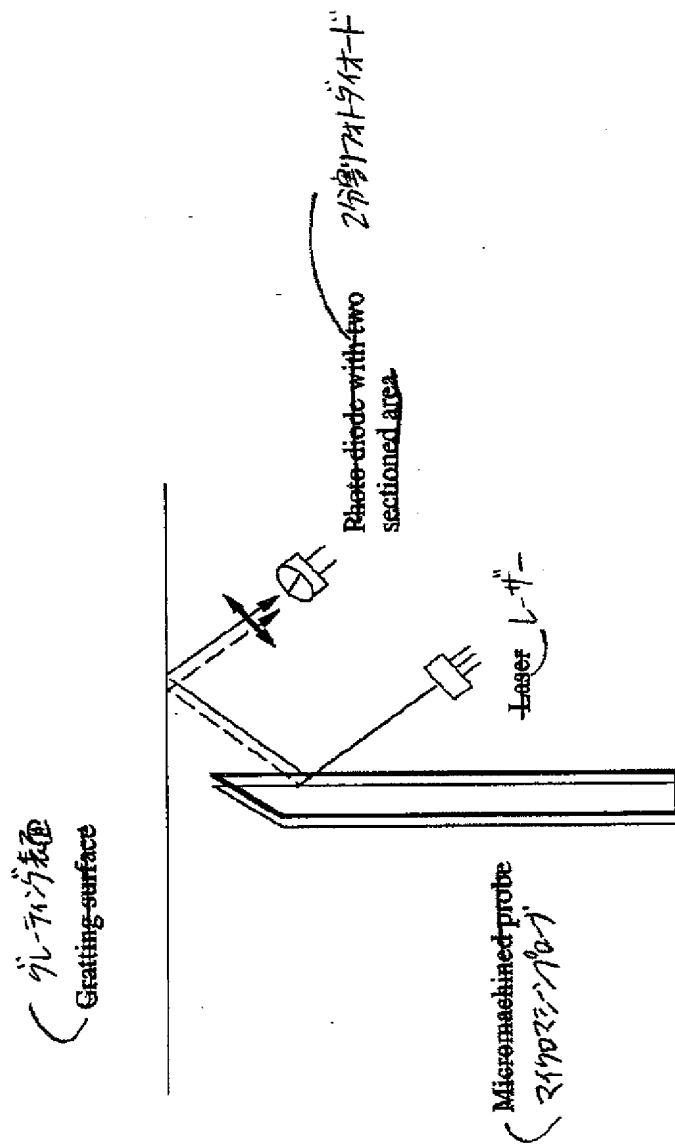 グレーティング表面
Gratting surface
2分割フォトダイオード
Photo diode with two
sectioned area
レーザー
Laser
Micromachined probe
マイクロマシンプローブ